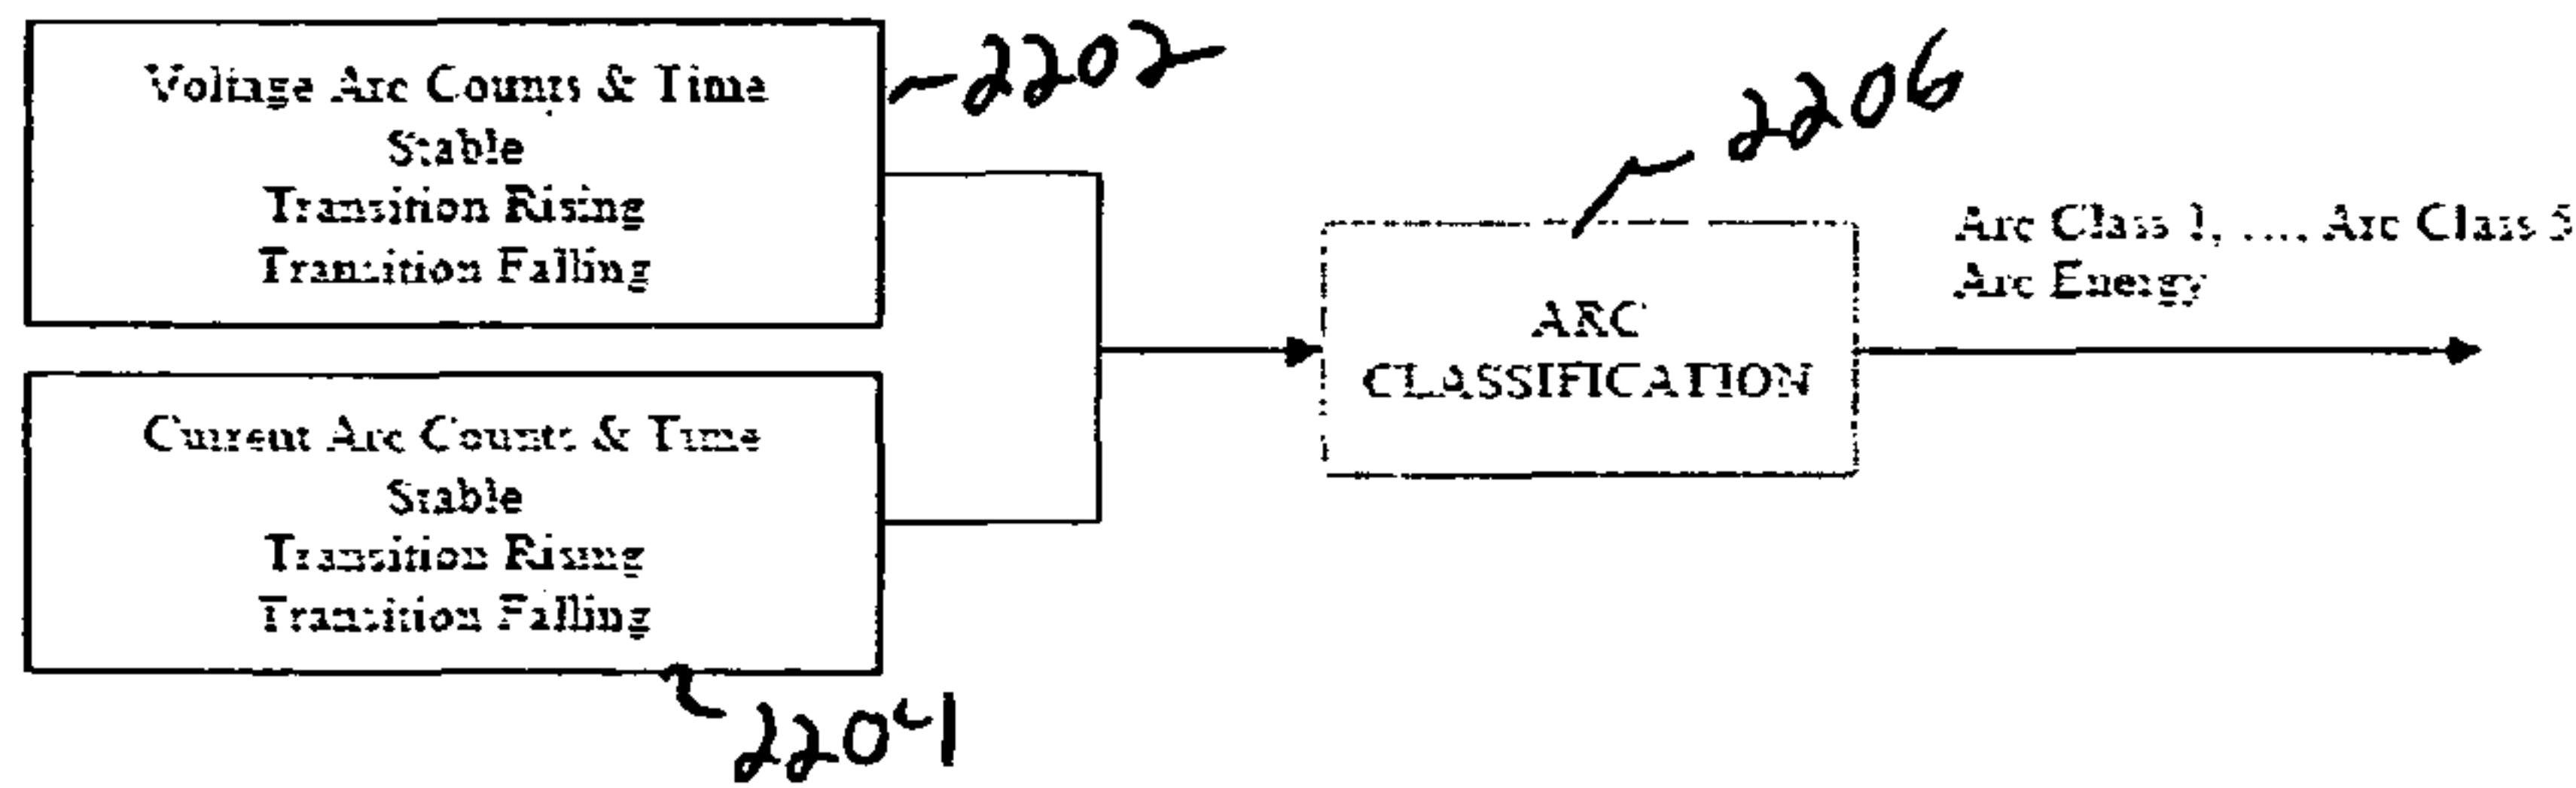 Voltage Arc Counts & Time
Stable
Transition Rising
Transition Falling
2202
Current Arc Counts & Time
Stable
Transition Rising
Transition Falling
2204
2206
ARC
CLASSIFICATION
Arc Class 1, ..., Arc Class 5
Arc Energy